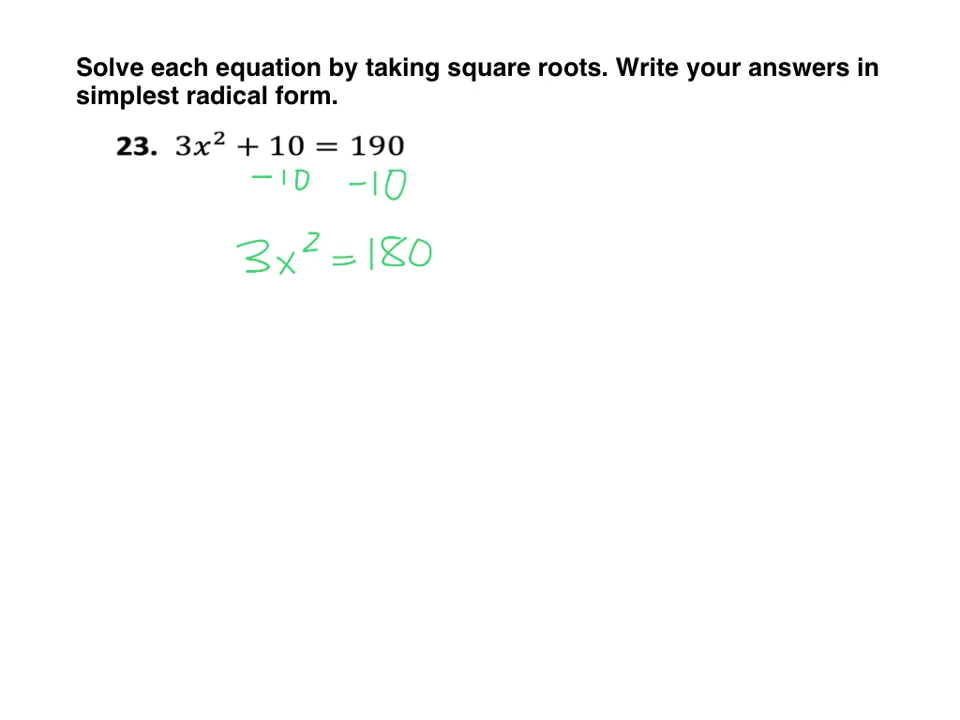 Solve each equation by taking square roots. Write your answers in
simplest radical form.
23. 3x² + 10 = 190
-10 -10
3x² = 180